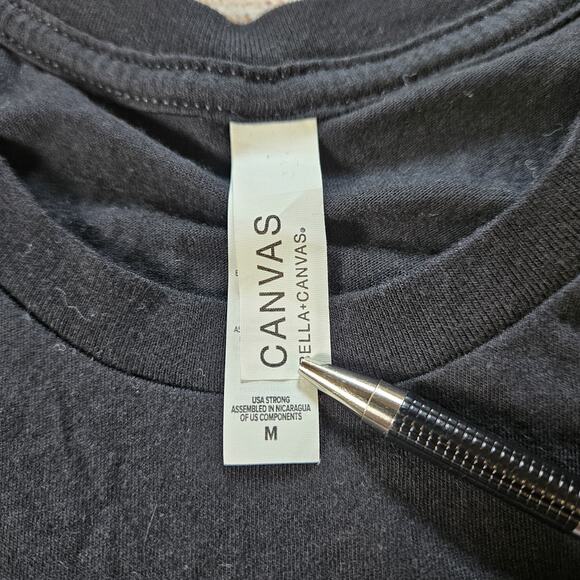 CANVAS
BELLA+CANVAS®
USA STRONG
ASSEMBLED IN NICARAGUA
OF US COMPONENTS
M